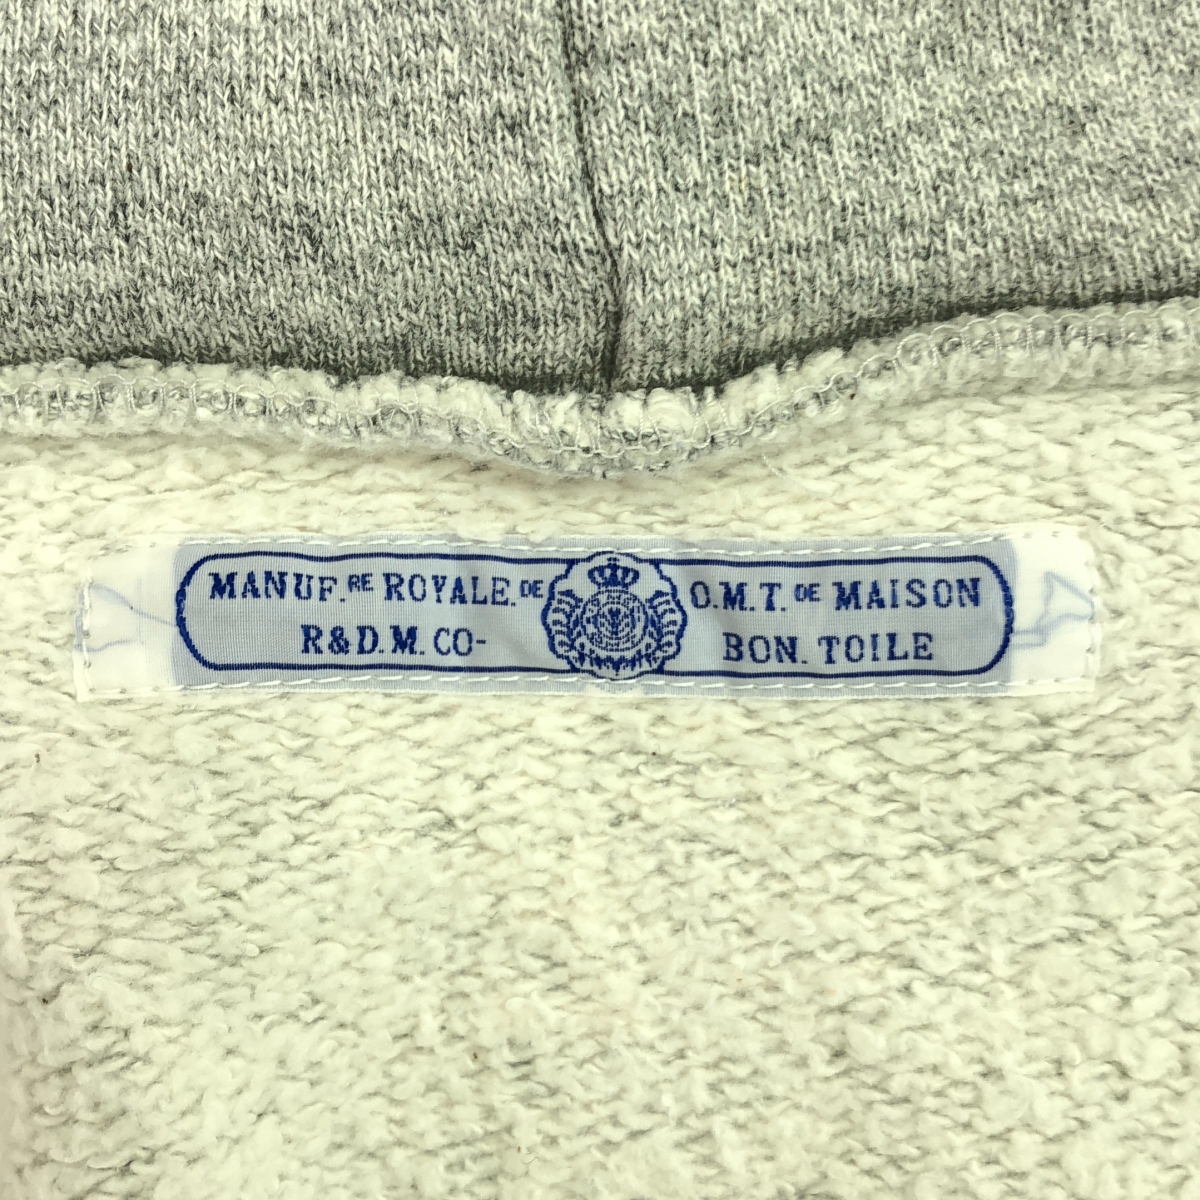 MANUF.RE ROYALE.DE
R&D.M.CO-
O.M.T. DE MAISON
BON. TOILE